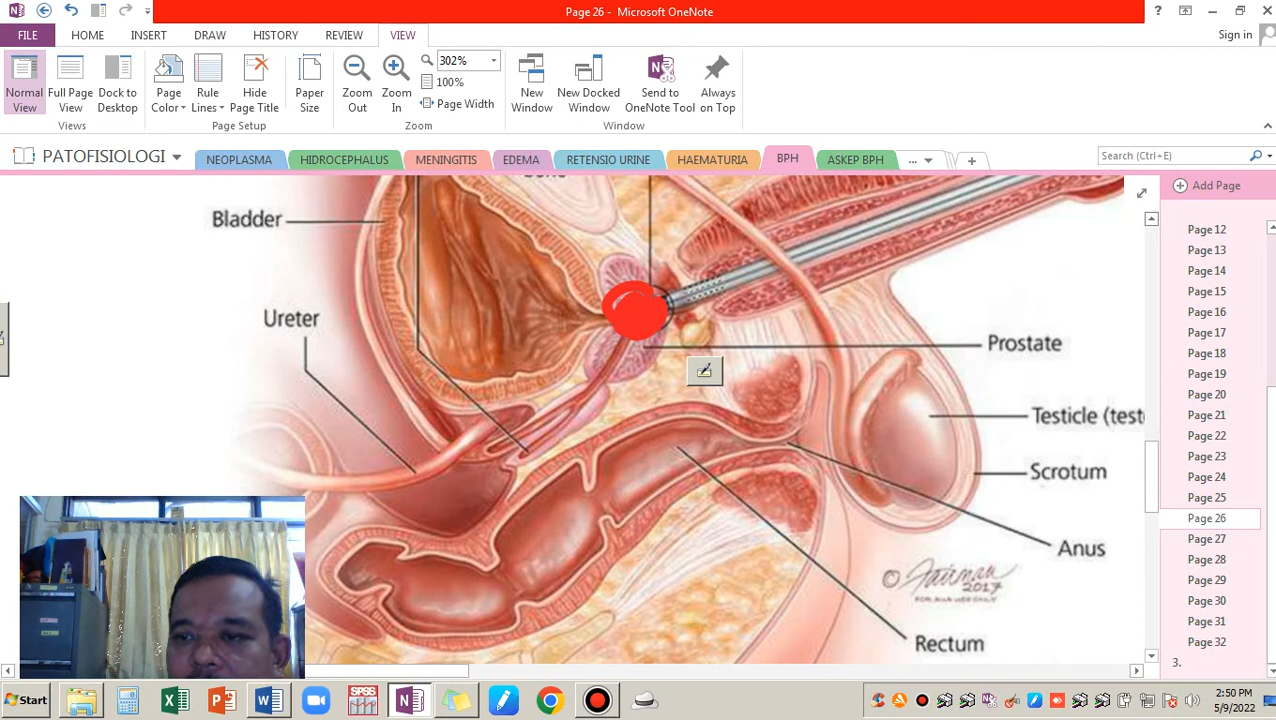 Page 26 - Microsoft OneNote
FILE HOME INSERT DRAW HISTORY REVIEW VIEW Sign in
302%
100%
Page Width
Normal View
Full Page View
Dock to Desktop
Page Color
Rule Lines
Hide Page Title
Paper Size
Zoom Out
Zoom In
New Window
New Docked Window
Send to OneNote Tool
Always on Top
Views Page Setup Zoom Window
PATOFISIOLOGI NEOPLASMA HIDROCEPHALUS MENINGITIS EDEMA RETENSIO URINE HAEMATURIA BPH ASKEP BPH ... Search (Ctrl+E)
Add Page
Page 12
Page 13
Page 14
Page 15
Page 16
Page 17
Page 18
Page 19
Page 20
Page 21
Page 22
Page 23
Page 24
Page 25
Page 26
Page 27
Page 28
Page 29
Page 30
Page 31
Page 32
3.
Bladder
Ureter
Prostate
Testicle (test
Scrotum
Anus
© 2017
Rectum
Start
SPSS
2:50 PM
5/9/2022